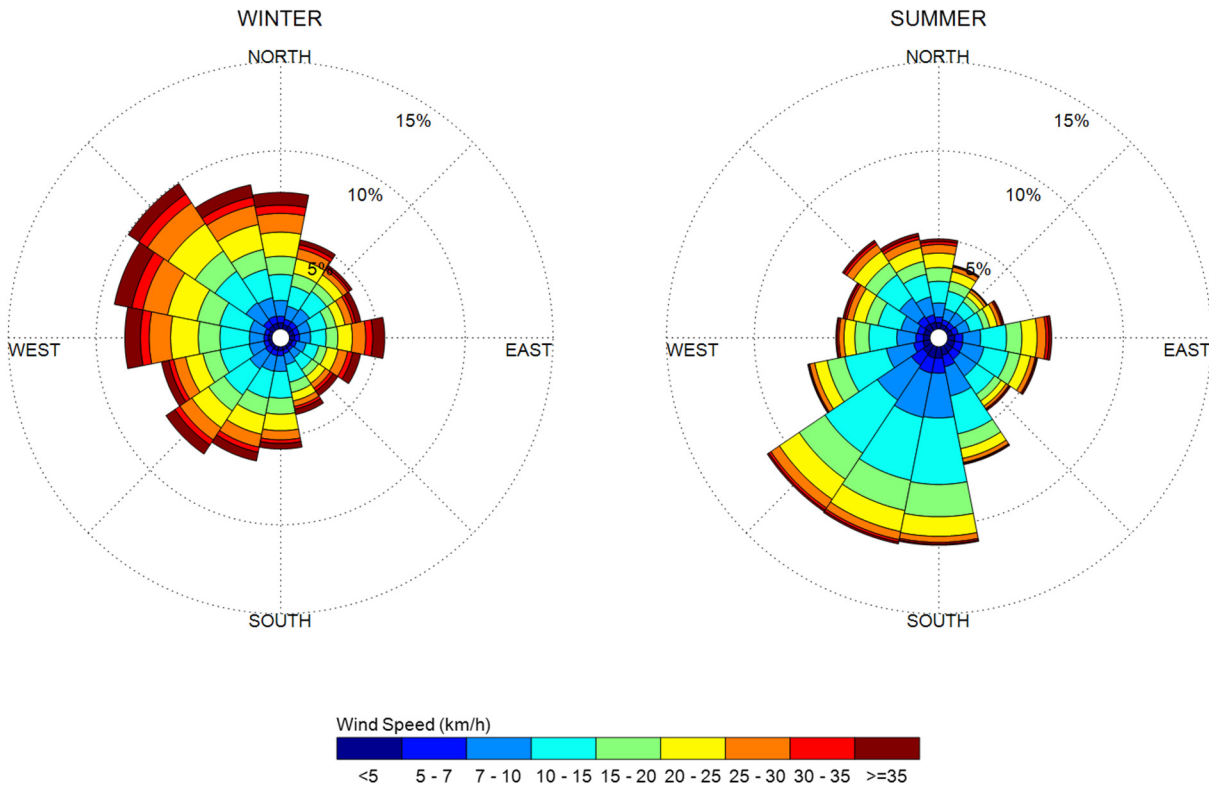 WINTER
SUMMER
NORTH
NORTH
15%
15%
10%
10%
5%
5%
WEST
EAST
WEST
EAST
SOUTH
SOUTH
Wind Speed (km/h)
<5 5 - 7 7 - 10 10 - 15 15 - 20 20 - 25 25 - 30 30 - 35 >=35